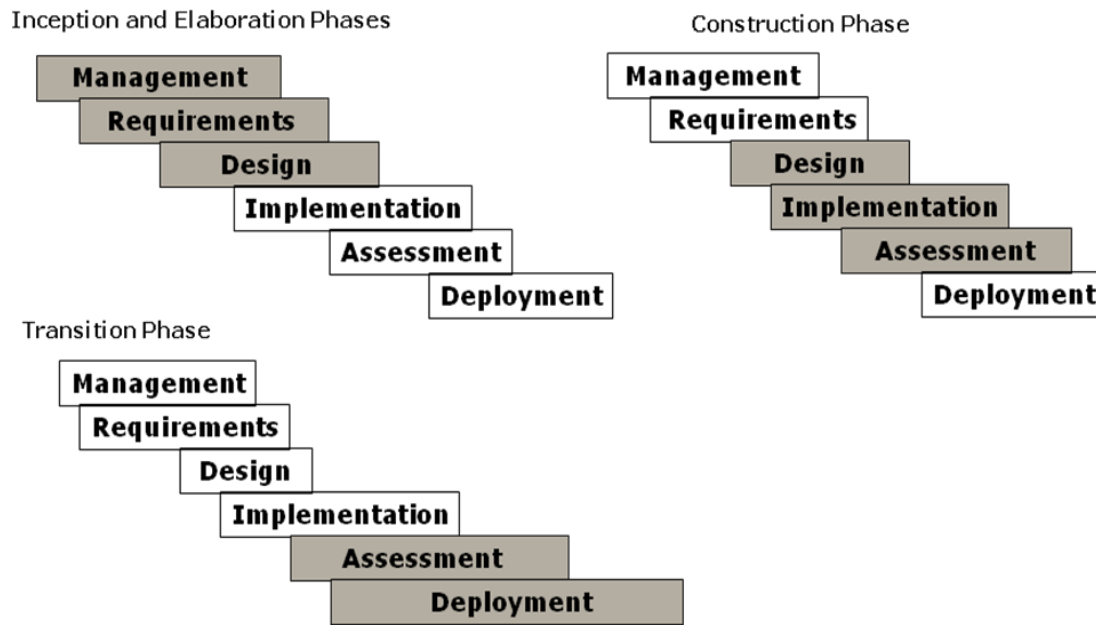 Inception and Elaboration Phases
Management
Requirements
Design
Implementation
Assessment
Deployment
Construction Phase
Management
Requirements
Design
Implementation
Assessment
Deployment
Transition Phase
Management
Requirements
Design
Implementation
Assessment
Deployment